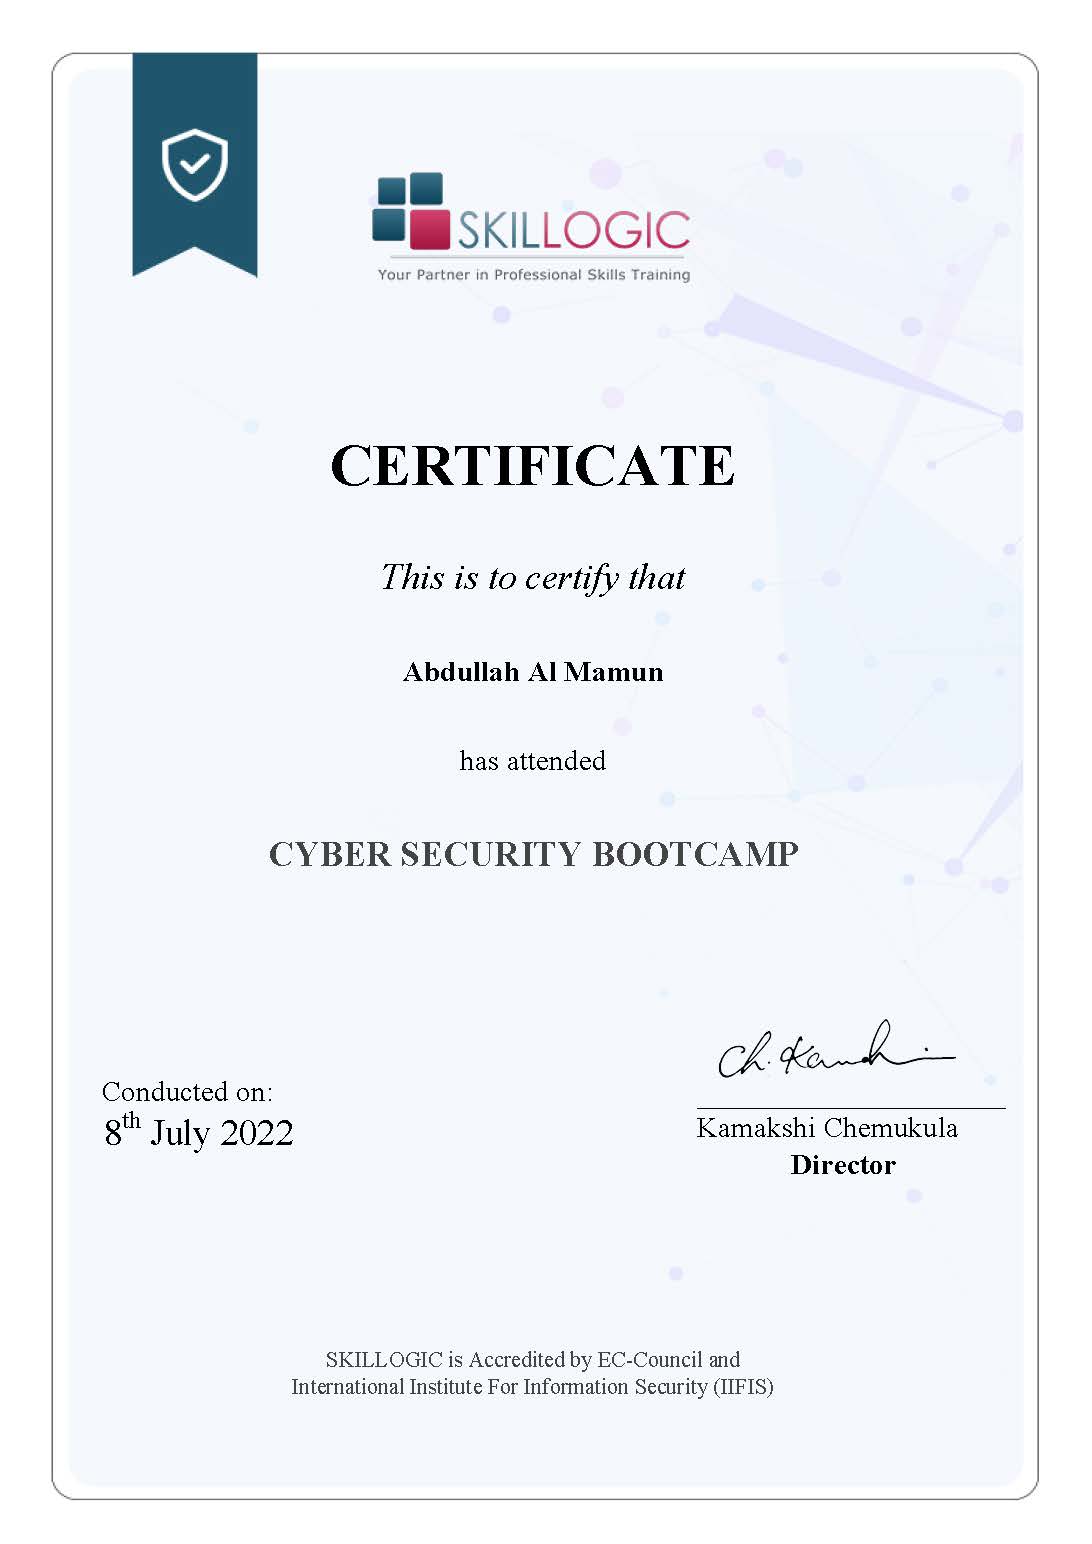 SKILLOGIC
Your Partner in Professional Skills Training
CERTIFICATE
This is to certify that
Abdullah Al Mamun
has attended
CYBER SECURITY BOOTCAMP
Ch. Kamakshi
Conducted on:
8th July 2022
Kamakshi Chemukula
Director
SKILLOGIC is Accredited by EC-Council and
International Institute For Information Security (IIFIS)